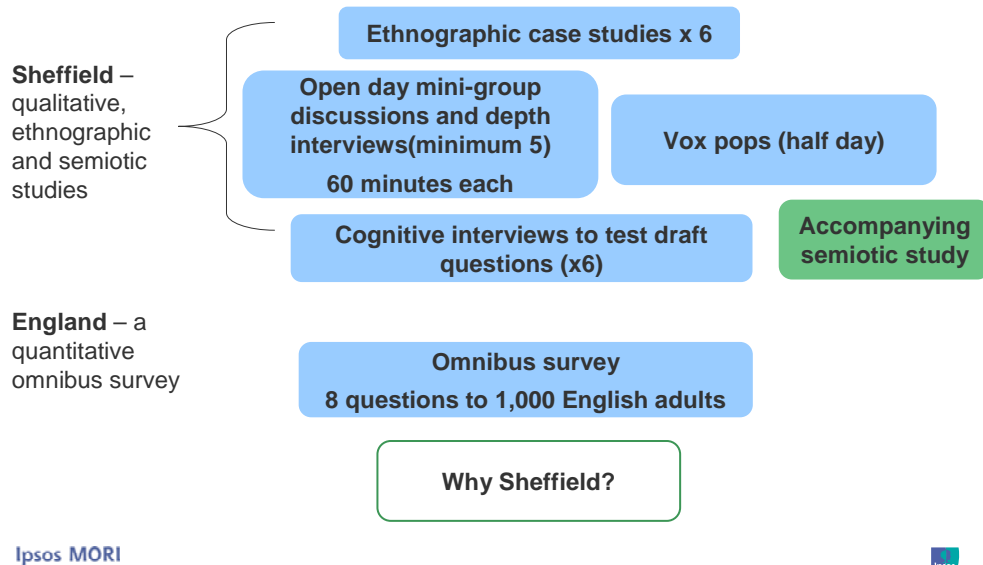 Ethnographic case studies x 6
Sheffield –
qualitative,
ethnographic
and semiotic
studies
Open day mini-group
discussions and depth
interviews(minimum 5)
60 minutes each
Vox pops (half day)
Cognitive interviews to test draft
questions (x6)
Accompanying
semiotic study
England – a
quantitative
omnibus survey
Omnibus survey
8 questions to 1,000 English adults
Why Sheffield?
Ipsos MORI